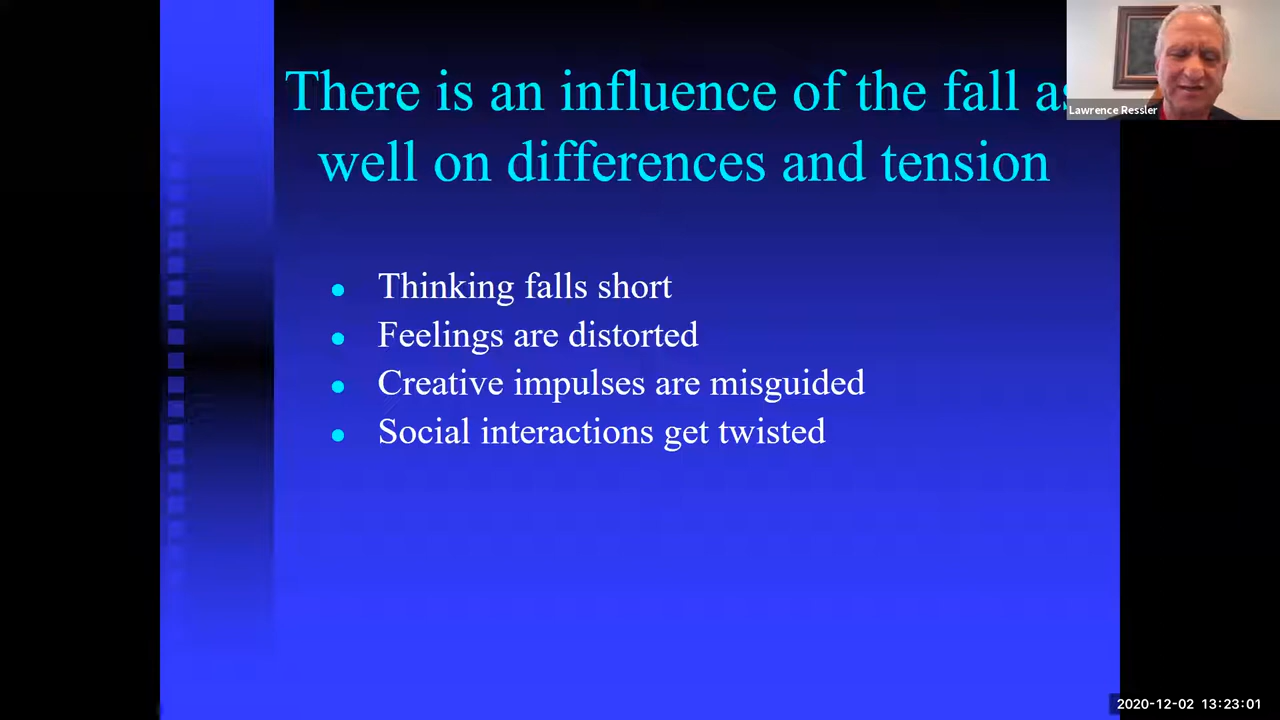 There is an influence of the fall as
well on differences and tension
Thinking falls short
Feelings are distorted
Creative impulses are misguided
Social interactions get twisted
Lawrence Ressler
2020-12-02 13:23:01